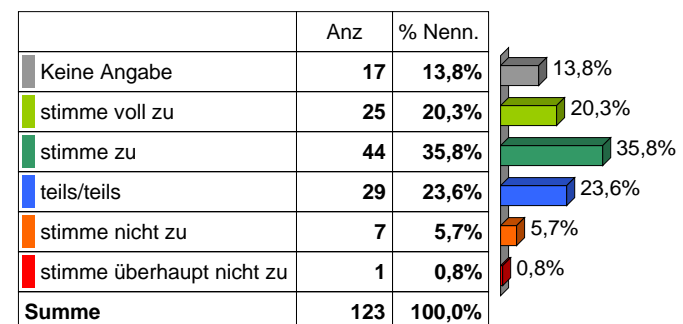 Anz % Nenn.
Keine Angabe 17 13,8% 13,8%
stimme voll zu 25 20,3% 20,3%
stimme zu 44 35,8% 35,8%
teils/teils 29 23,6% 23,6%
stimme nicht zu 7 5,7% 5,7%
stimme überhaupt nicht zu 1 0,8% 0,8%
Summe 123 100,0%